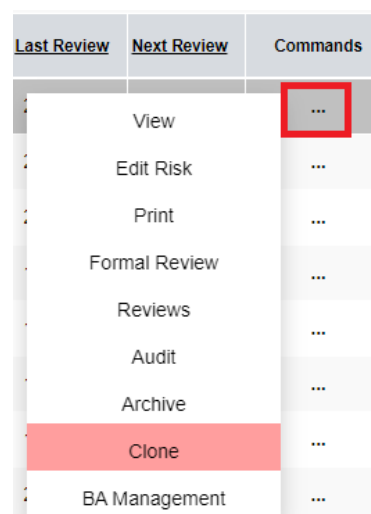 Last Review Next Review Commands
...
View
Edit Risk
...
Print
...
Formal Review
...
Reviews
...
Audit
...
Archive
Clone
...
BA Management
...